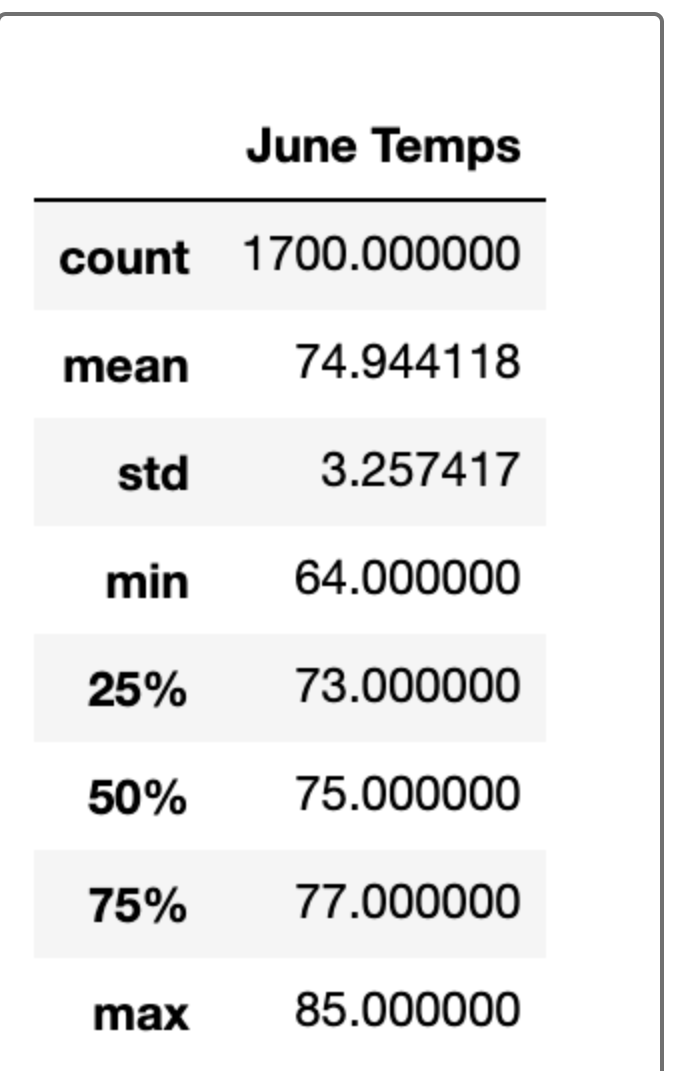 June Temps
count 1700.000000
mean 74.944118
std 3.257417
min 64.000000
25% 73.000000
50% 75.000000
75% 77.000000
max 85.000000